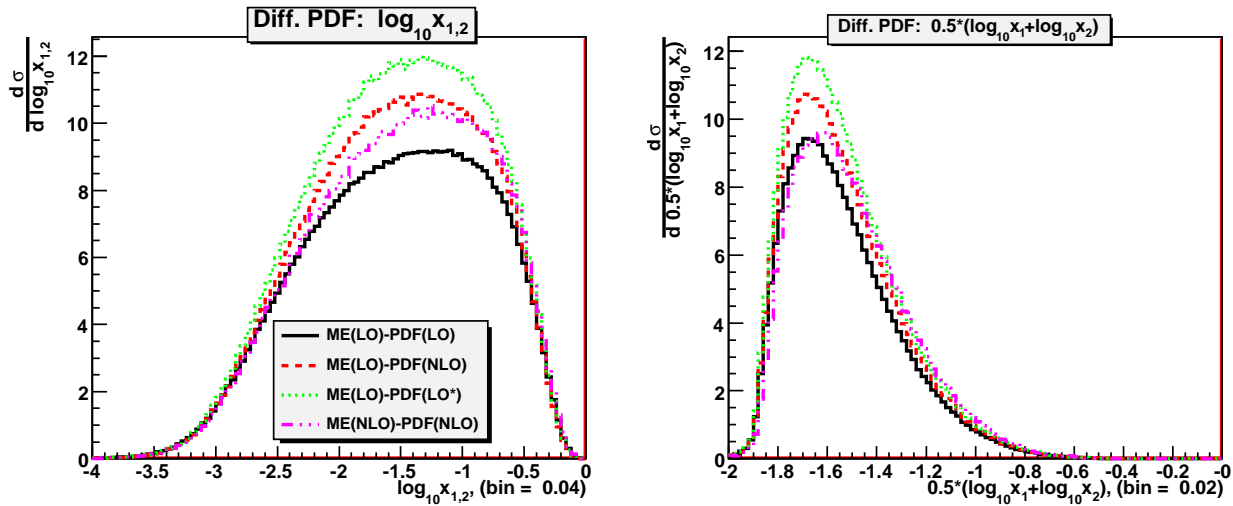 Diff. PDF: log₁₀x₁,₂
dσ
d log₁₀x₁,₂
12
10
8
6
4
2
0
ME(LO)-PDF(LO)
ME(LO)-PDF(NLO)
ME(LO)-PDF(LO*)
ME(NLO)-PDF(NLO)
-4 -3.5 -3 -2.5 -2 -1.5 -1 -0.5 0
log₁₀x₁,₂, (bin = 0.04)
Diff. PDF: 0.5*(log₁₀x₁+log₁₀x₂)
dσ
d 0.5*(log₁₀x₁+log₁₀x₂)
12
10
8
6
4
2
0
-2 -1.8 -1.6 -1.4 -1.2 -1 -0.8 -0.6 -0.4 -0.2 -0
0.5*(log₁₀x₁+log₁₀x₂), (bin = 0.02)